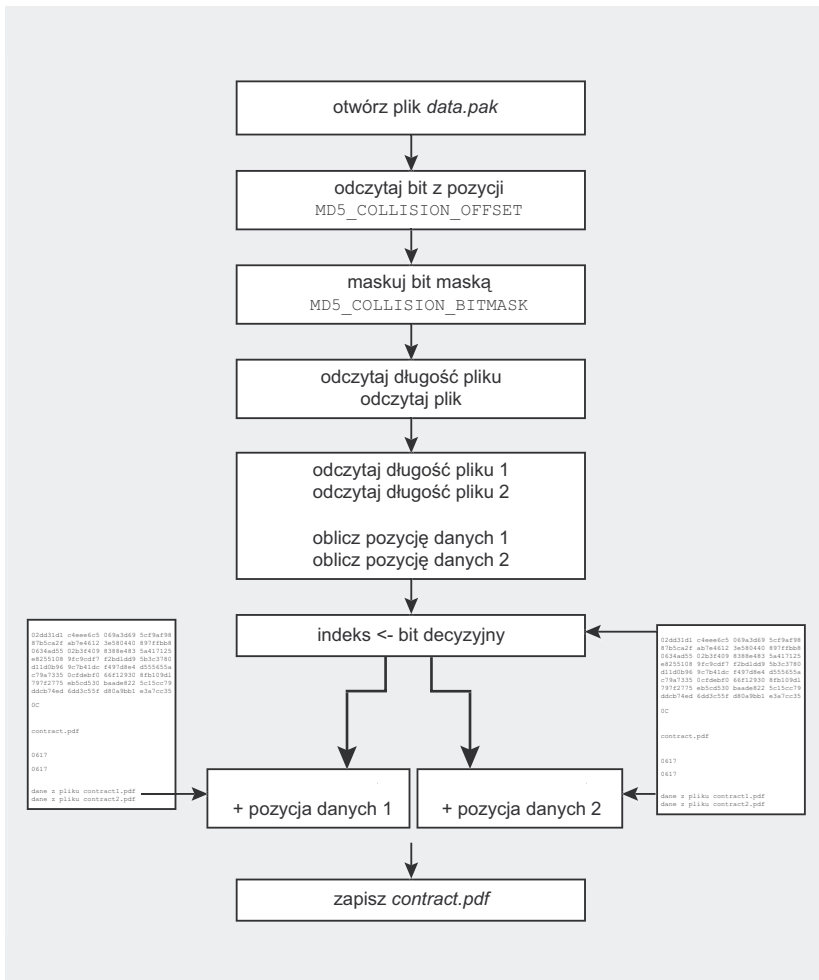 otwórz plik data.pak
odczytaj bit z pozycji
MD5_COLLISION_OFFSET
maskuj bit maską
MD5_COLLISION_BITMASK
odczytaj długość pliku
odczytaj plik
odczytaj długość pliku 1
odczytaj długość pliku 2
oblicz pozycję danych 1
oblicz pozycję danych 2
indeks <- bit decyzyjny
02dd31d1 c4eee6c5 069a3d69 5cf9af98
87b5ca2f ab7e4612 3e580440 897ffbb8
0634ad55 02b3f409 8388e483 5a417125
e8255108 9fc9cdf7 f2bd1dd9 5b3c3780
d11d0b96 9c7b41dc f497d8e4 d555655a
c79a7335 0cfdebf0 66f12930 8fb109d1
797f2775 eb5cd530 baade822 5c15cc79
ddcb74ed 6dd3c55f d80a9bb1 e3a7cc35
0C
contract.pdf
0617
0617
dane z pliku contract1.pdf
dane z pliku contract2.pdf
02dd31d1 c4eee6c5 069a3d69 5cf9af98
87b5ca2f ab7e4612 3e580440 897ffbb8
0634ad55 02b3f409 8388e483 5a417125
e8255108 9fc9cdf7 f2bd1dd9 5b3c3780
d11d0b96 9c7b41dc f497d8e4 d555655a
c79a7335 0cfdebf0 66f12930 8fb109d1
797f2775 eb5cd530 baade822 5c15cc79
ddcb74ed 6dd3c55f d80a9bb1 e3a7cc35
0C
contract.pdf
0617
0617
dane z pliku contract1.pdf
dane z pliku contract2.pdf
+ pozycja danych 1
+ pozycja danych 2
zapisz contract.pdf